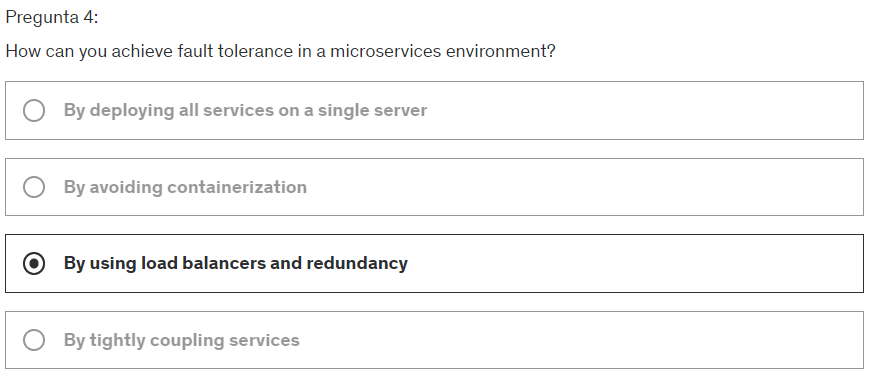 Pregunta 4:
How can you achieve fault tolerance in a microservices environment?
By deploying all services on a single server
By avoiding containerization
By using load balancers and redundancy
By tightly coupling services